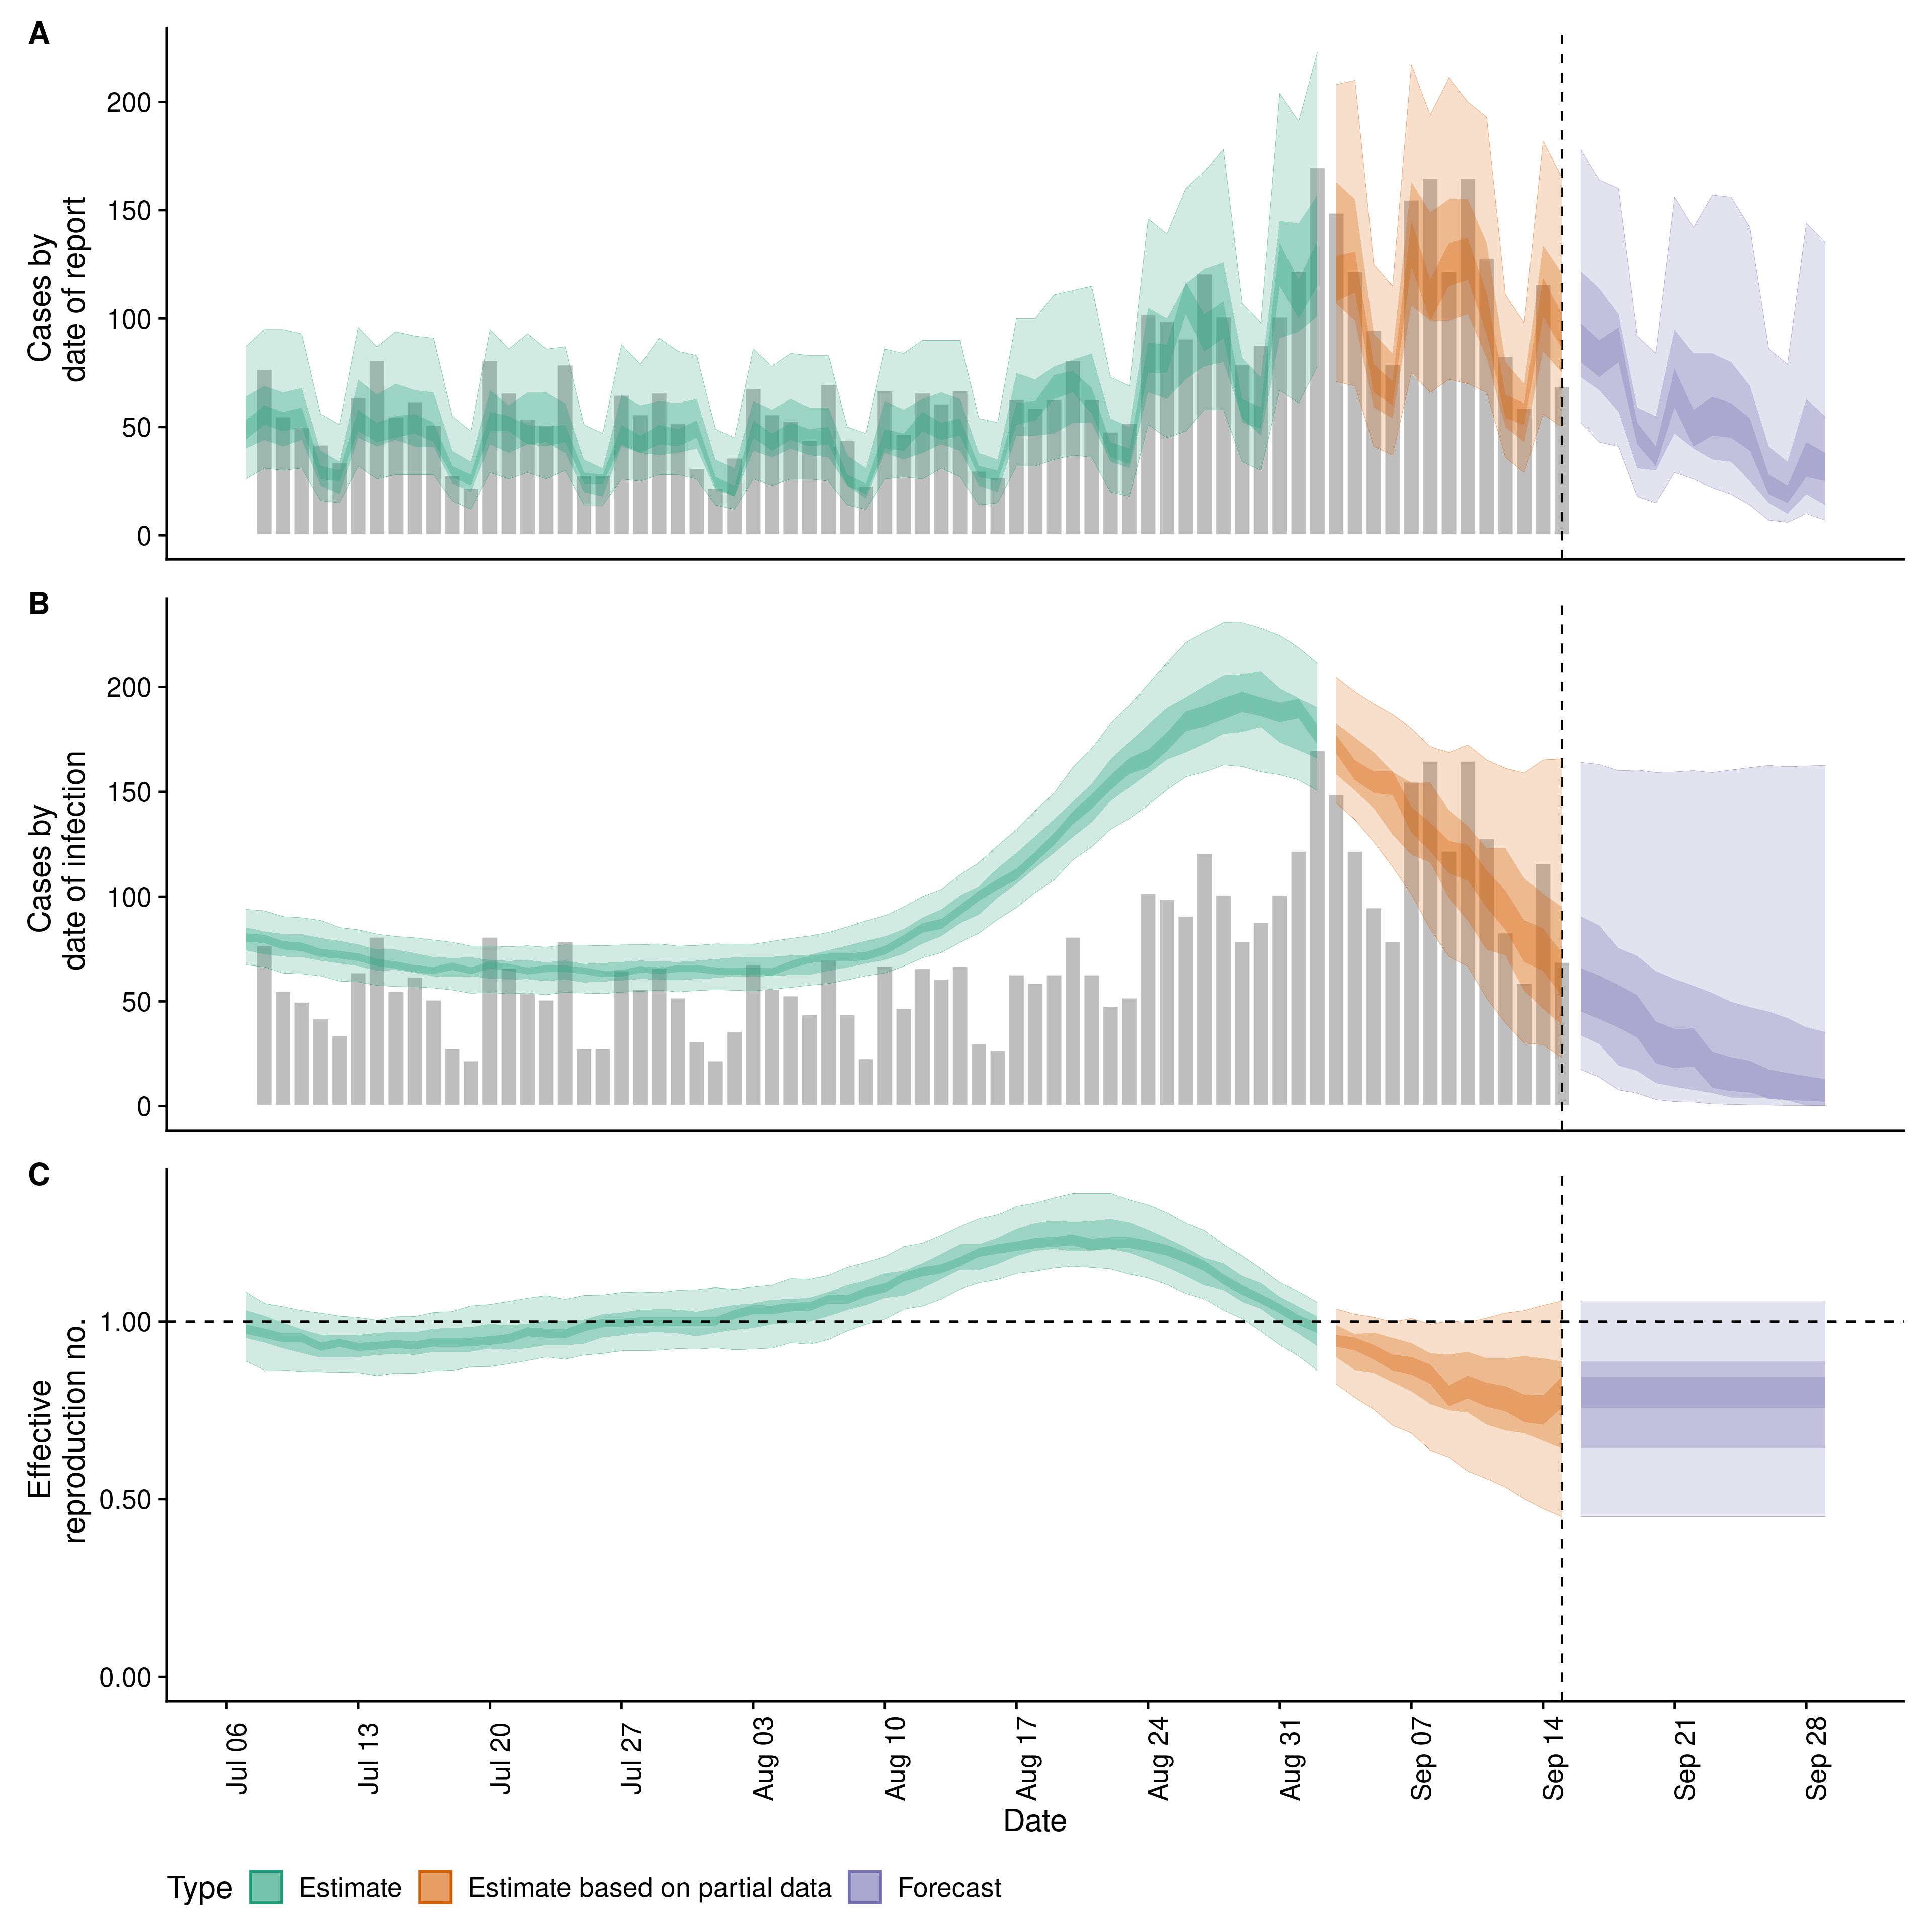 A
Cases by
date of report
200
150
100
50
0
B
Cases by
date of infection
200
150
100
50
0
C
Effective
reproduction no.
1.00
0.50
0.00
Jul 06
Jul 13
Jul 20
Jul 27
Aug 03
Aug 10
Aug 17
Aug 24
Aug 31
Sep 07
Sep 14
Sep 21
Sep 28
Date
Type Estimate Estimate based on partial data Forecast